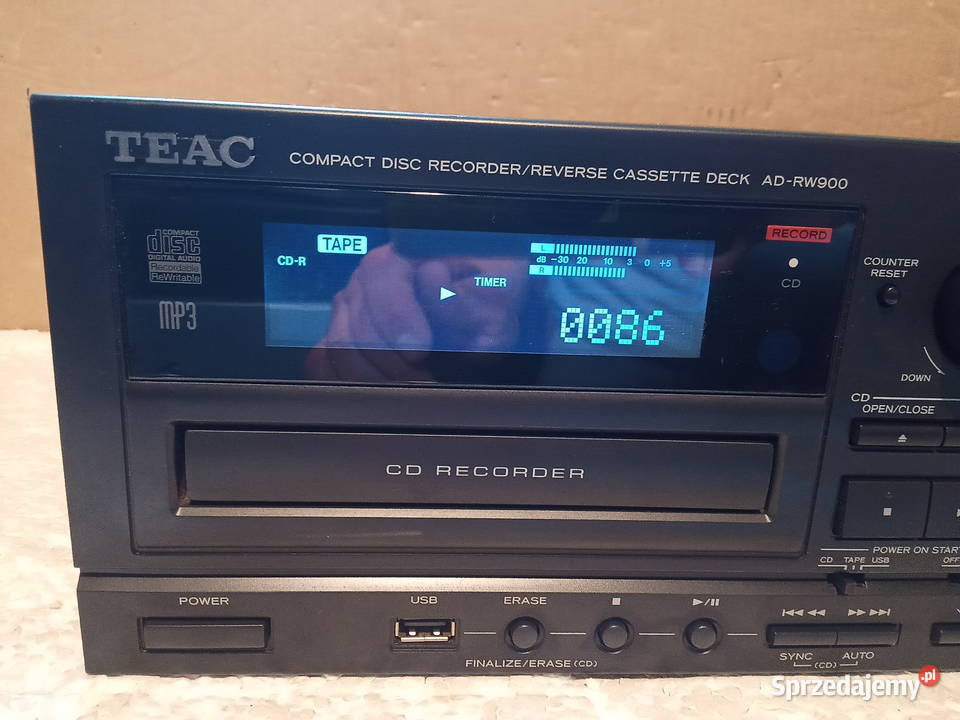 TEAC
COMPACT DISC RECORDER/REVERSE CASSETTE DECK AD-RW900
COMPACT
disc
DIGITAL AUDIO
Recordable
ReWritable
MP3
TAPE
CD-R
TIMER
L
dB -30 20 10 3 0 +5
R
0086
RECORD
CD
COUNTER
RESET
DOWN
CD
OPEN/CLOSE
CD RECORDER
POWER ON START
CD TAPE USB OFF
POWER
USB
ERASE
FINALIZE/ERASE (CD)
SYNC AUTO
(CD)
Sprzedajemy.pl